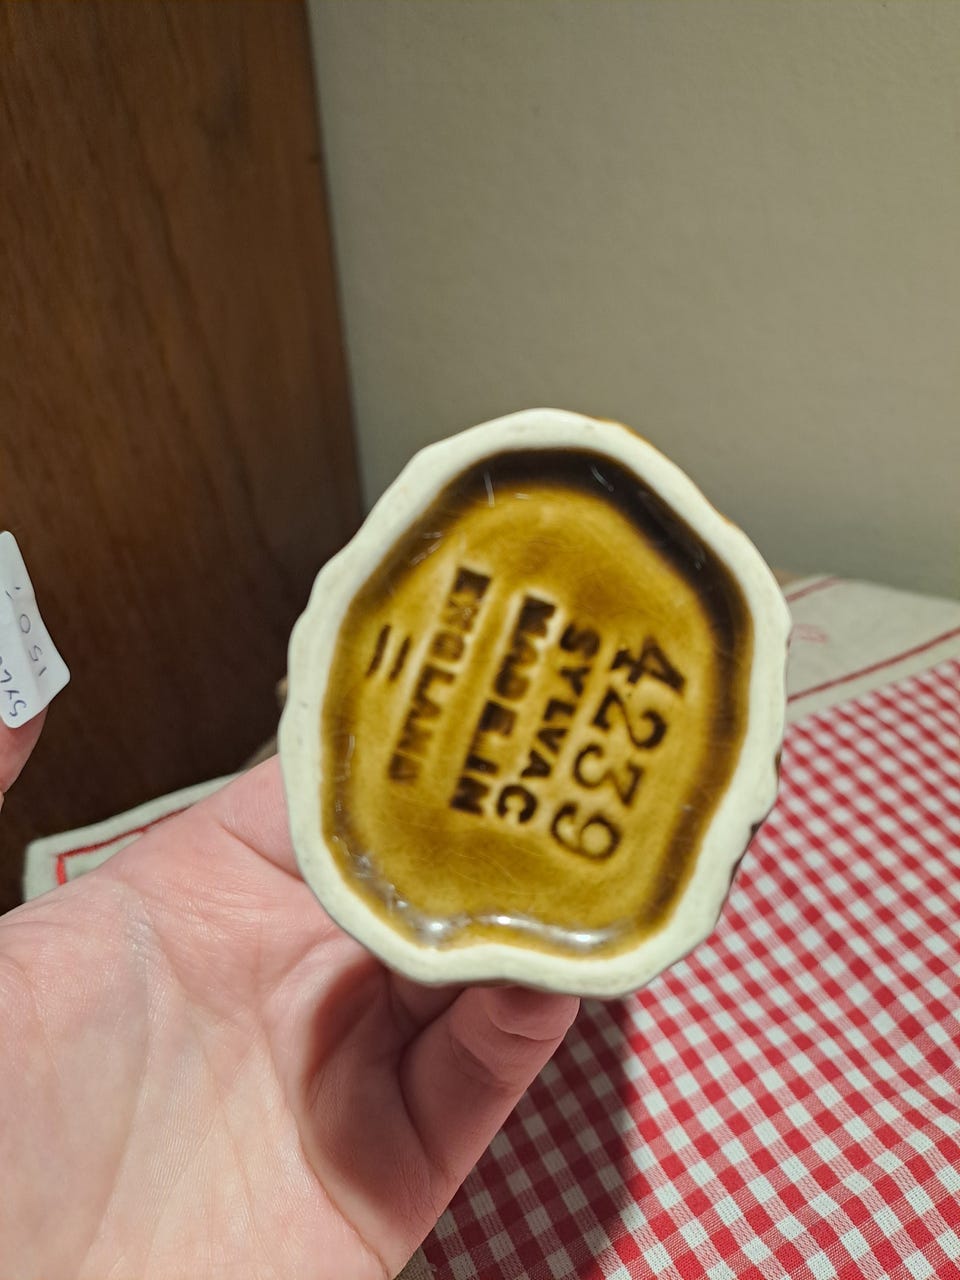 4239
SYLVAC
MADE IN
ENGLAND